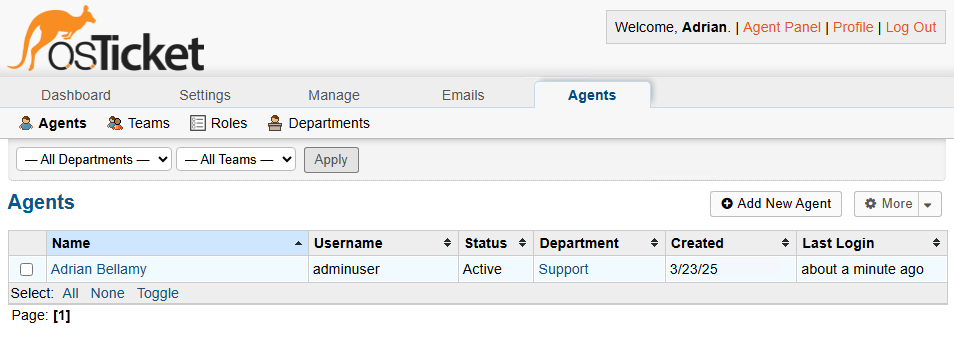 osTicket
Welcome, Adrian. | Agent Panel | Profile | Log Out
Dashboard Settings Manage Emails Agents
Agents Teams Roles Departments
— All Departments — — All Teams — Apply
Agents
Add New Agent More
Name Username Status Department Created Last Login
Adrian Bellamy adminuser Active Support 3/23/25 about a minute ago
Select: All None Toggle
Page: [1]